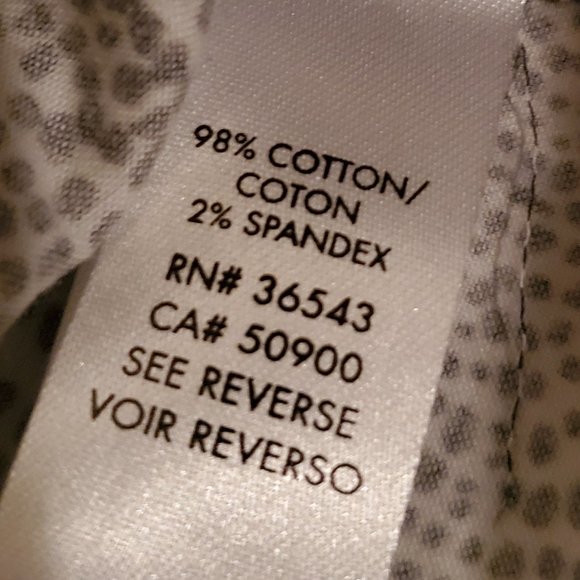 98% COTTON/
COTON
2% SPANDEX
RN# 36543
CA# 50900
SEE REVERSE
VOIR REVERSO